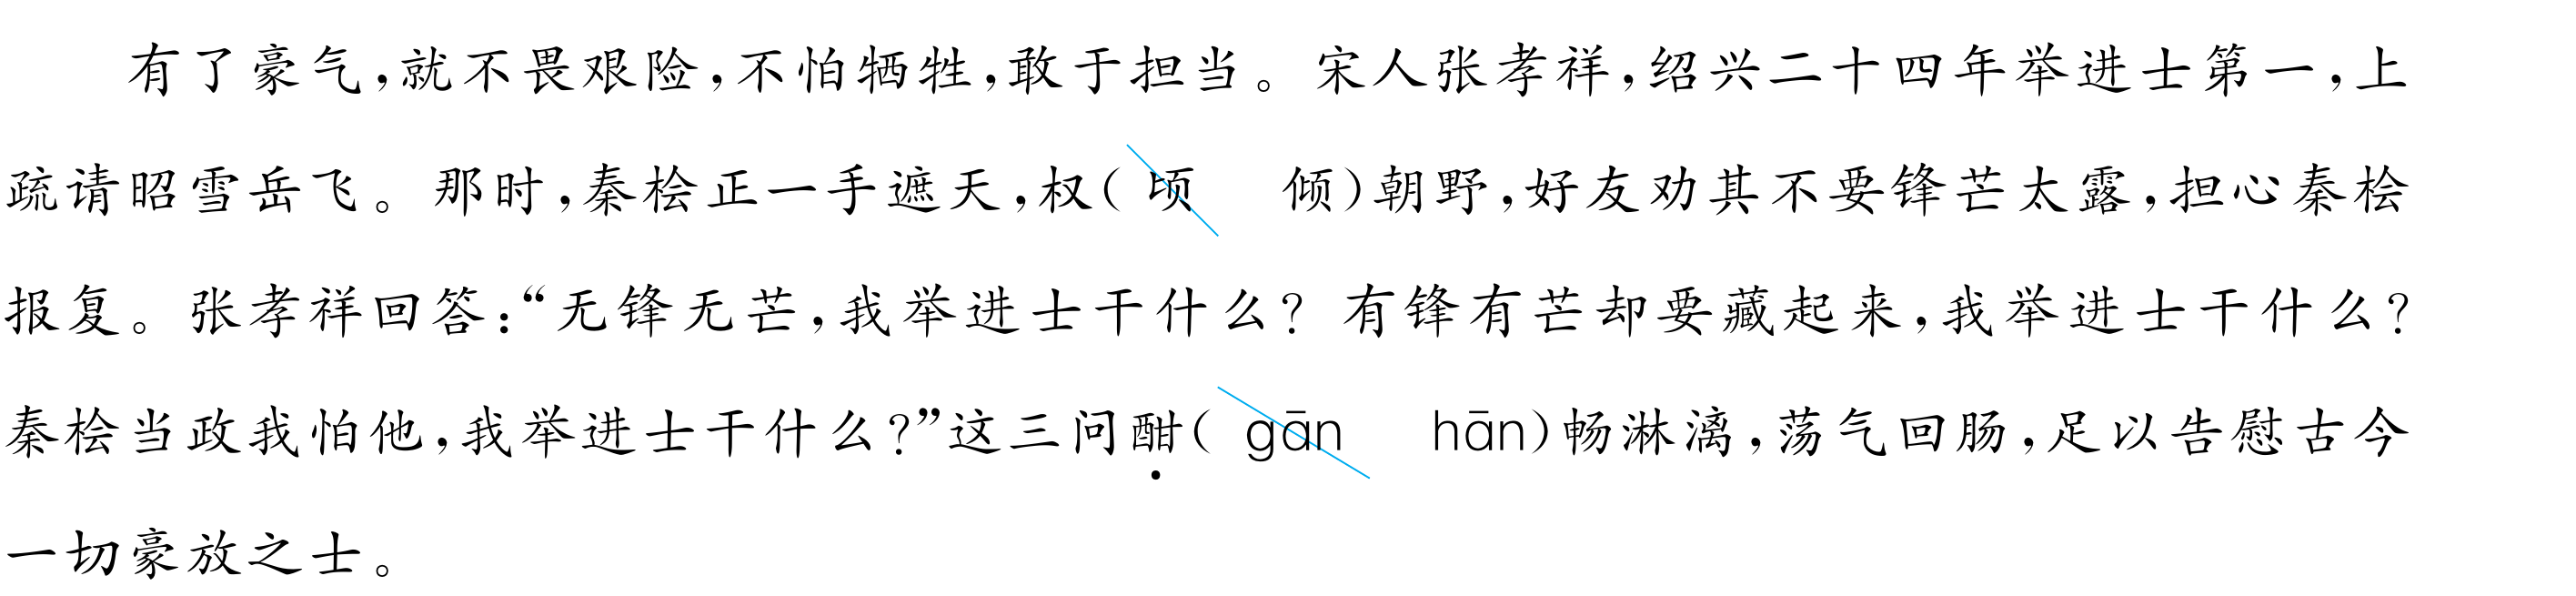 有了豪气,就不畏艰险,不怕牺牲,敢于担当。宋人张孝祥,绍兴二十四年举进士第一,上
疏请昭雪岳飞。那时,秦桧正一手遮天,权(顷 倾)朝野,好友劝其不要锋芒太露,担心秦桧
报复。张孝祥回答:“无锋无芒,我举进士干什么?有锋有芒却要藏起来,我举进士干什么?
秦桧当政我怕他,我举进士干什么?”这三问酣(gān hān)畅淋漓,荡气回肠,足以告慰古今
一切豪放之士。